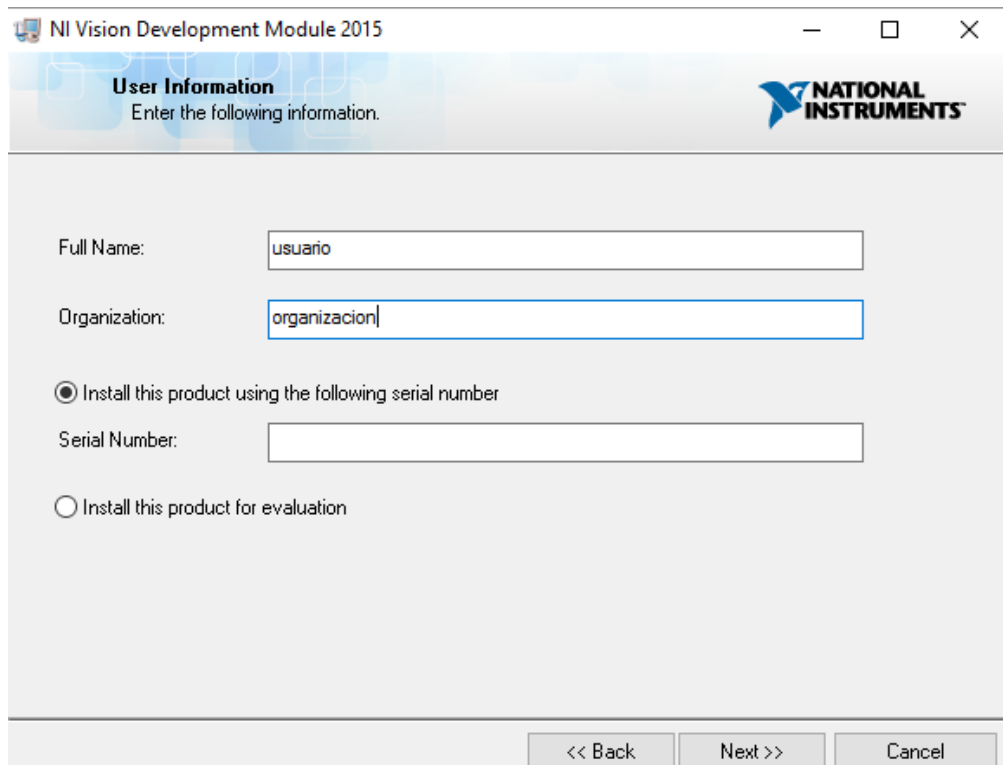 NI Vision Development Module 2015
User Information
Enter the following information.
NATIONAL
INSTRUMENTS™
Full Name:
usuario
Organization:
organizacion
Install this product using the following serial number
Serial Number:
Install this product for evaluation
<< Back
Next >>
Cancel